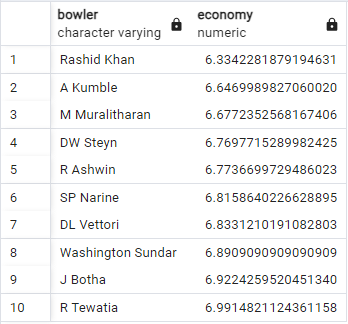 bowler economy
character varying numeric
1 Rashid Khan 6.3342281879194631
2 A Kumble 6.6469989827060020
3 M Muralitharan 6.6772352568167406
4 DW Steyn 6.7697715289982425
5 R Ashwin 6.7736699729486023
6 SP Narine 6.8158640226628895
7 DL Vettori 6.8331210191082803
8 Washington Sundar 6.8909090909090909
9 J Botha 6.9224259520451340
10 R Tewatia 6.9914821124361158